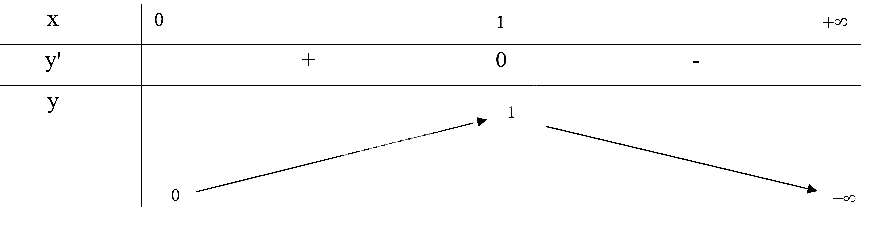 x 0 1 +∞
y' + 0 -
y 1
0 −∞